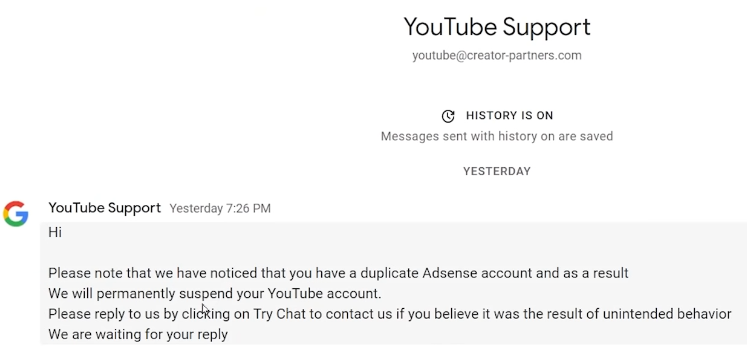 YouTube Support
youtube@creator-partners.com
HISTORY IS ON
Messages sent with history on are saved
YESTERDAY
YouTube Support Yesterday 7:26 PM
Hi
Please note that we have noticed that you have a duplicate Adsense account and as a result
We will permanently suspend your YouTube account.
Please reply to us by clicking on Try Chat to contact us if you believe it was the result of unintended behavior
We are waiting for your reply